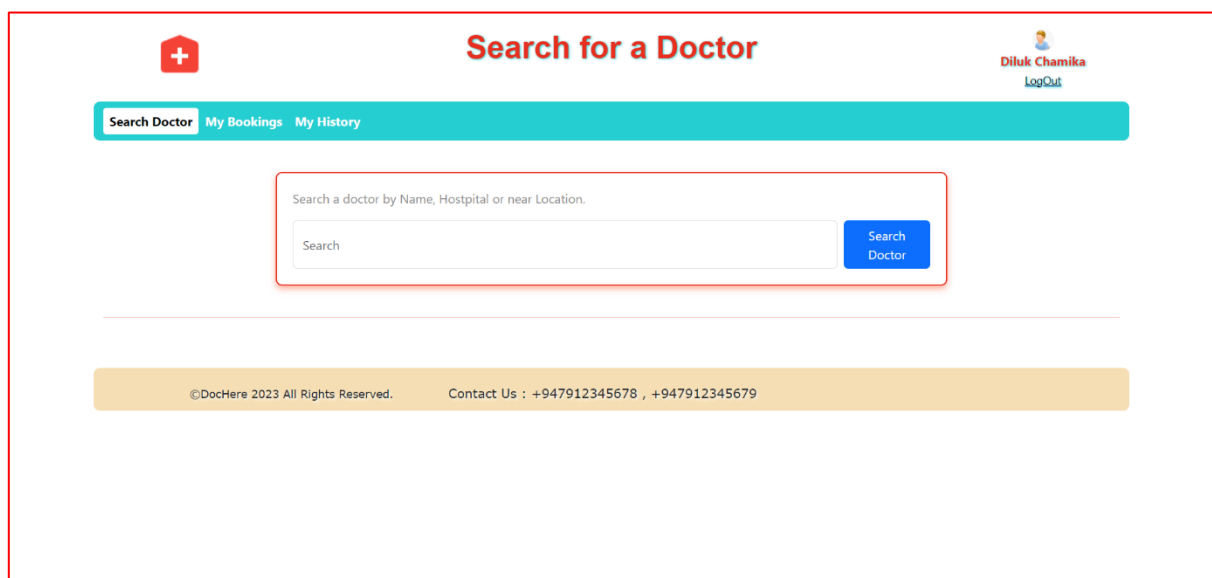 Search for a Doctor
Diluk Chamika
LogOut
Search Doctor My Bookings My History
Search a doctor by Name, Hostpital or near Location.
Search
Search
Doctor
©DocHere 2023 All Rights Reserved. Contact Us : +947912345678 , +947912345679